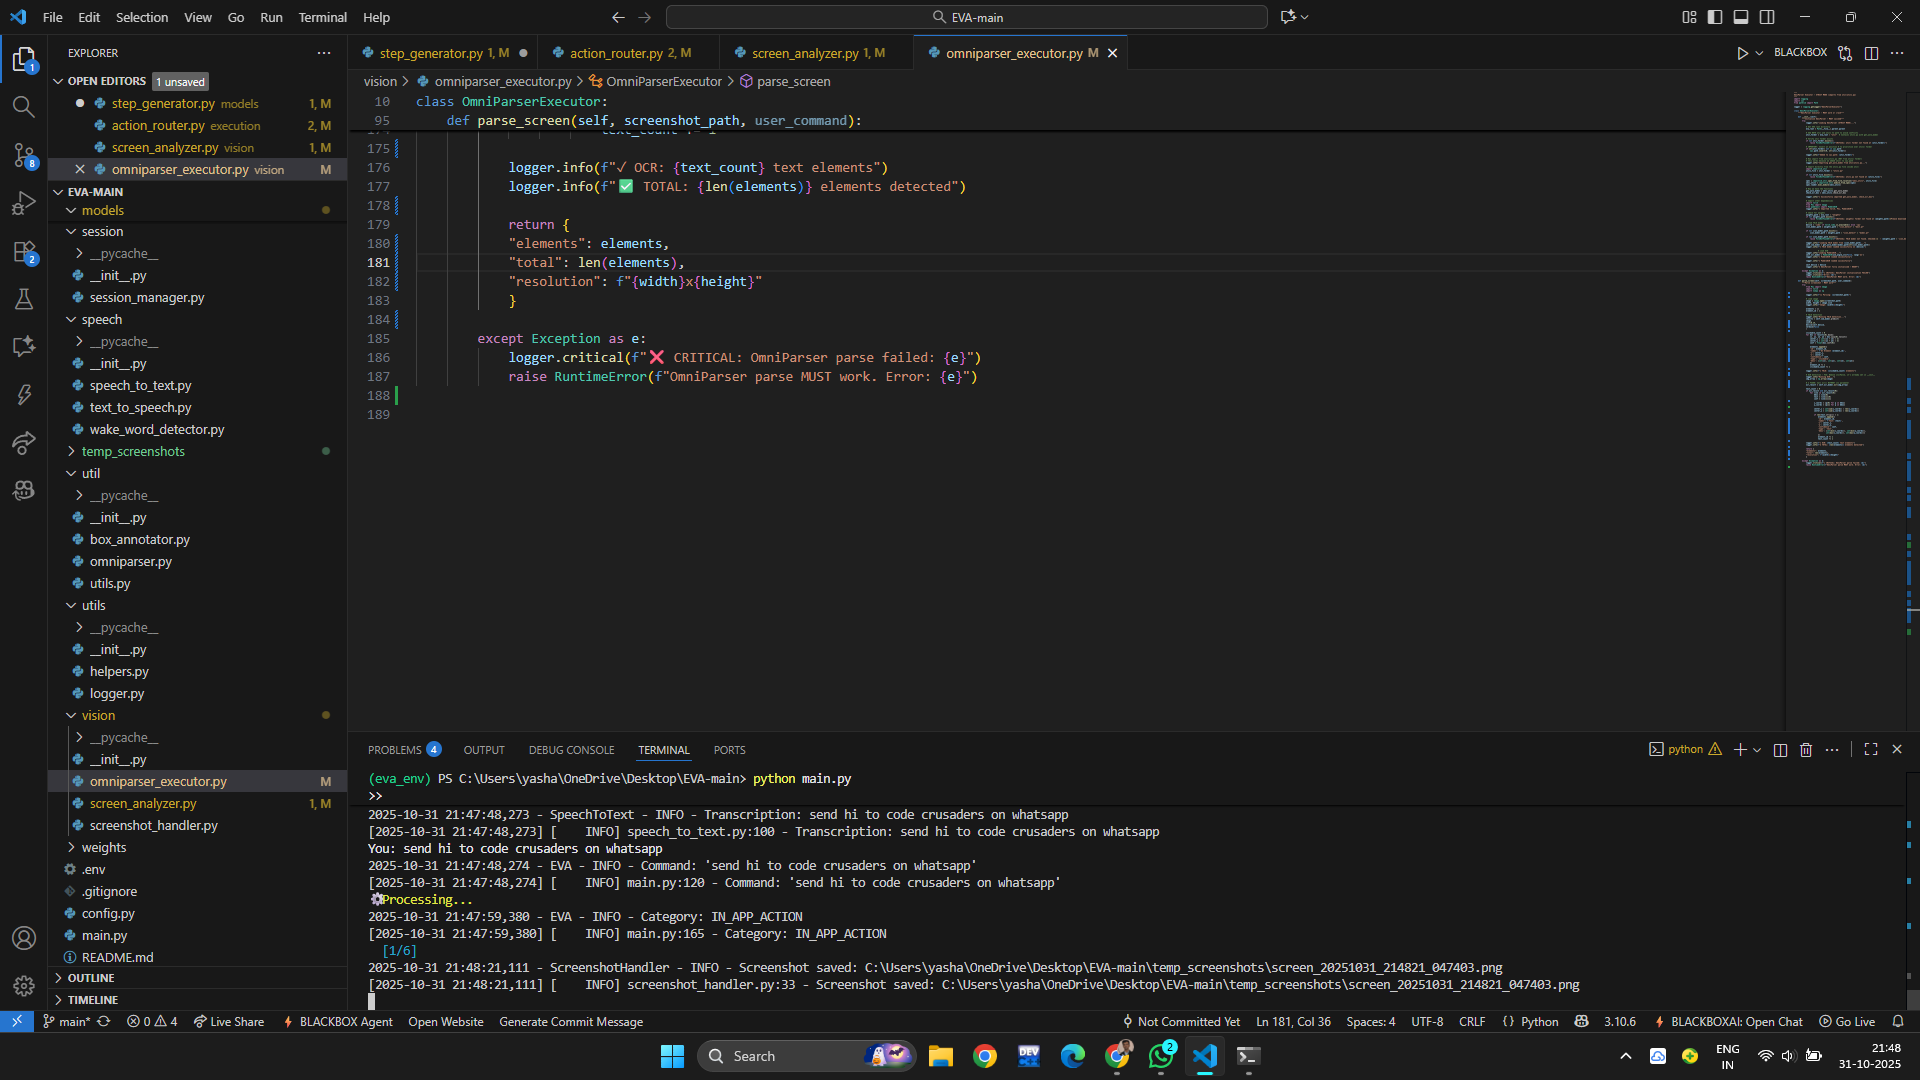 File Edit Selection View Go Run Terminal Help
EVA-main
EXPLORER
OPEN EDITORS 1 unsaved
step_generator.py models 1, M
action_router.py execution 2, M
screen_analyzer.py vision 1, M
omniparser_executor.py vision M
EVA-MAIN
models
session
__pycache__
__init__.py
session_manager.py
speech
__pycache__
__init__.py
speech_to_text.py
text_to_speech.py
wake_word_detector.py
temp_screenshots
util
__pycache__
__init__.py
box_annotator.py
omniparser.py
utils.py
utils
__pycache__
__init__.py
helpers.py
logger.py
vision
__pycache__
__init__.py
omniparser_executor.py M
screen_analyzer.py 1, M
screenshot_handler.py
weights
.env
.gitignore
config.py
main.py
README.md
OUTLINE
TIMELINE
1
8
2
step_generator.py 1, M action_router.py 2, M screen_analyzer.py 1, M omniparser_executor.py M
BLACKBOX
vision > omniparser_executor.py > OmniParserExecutor > parse_screen
10 class OmniParserExecutor:
95 def parse_screen(self, screenshot_path, user_command):
175
176 logger.info(f"✓ OCR: {text_count} text elements")
177 logger.info(f"✅ TOTAL: {len(elements)} elements detected")
178
179 return {
180 "elements": elements,
181 "total": len(elements),
182 "resolution": f"{width}x{height}"
183 }
184
185 except Exception as e:
186 logger.critical(f"❌ CRITICAL: OmniParser parse failed: {e}")
187 raise RuntimeError(f"OmniParser parse MUST work. Error: {e}")
188
189
PROBLEMS 4 OUTPUT DEBUG CONSOLE TERMINAL PORTS
python
(eva_env) PS C:\Users\yasha\OneDrive\Desktop\EVA-main> python main.py
>>
2025-10-31 21:47:48,273 - SpeechToText - INFO - Transcription: send hi to code crusaders on whatsapp
[2025-10-31 21:47:48,273] [    INFO] speech_to_text.py:100 - Transcription: send hi to code crusaders on whatsapp
You: send hi to code crusaders on whatsapp
2025-10-31 21:47:48,274 - EVA - INFO - Command: 'send hi to code crusaders on whatsapp'
[2025-10-31 21:47:48,274] [    INFO] main.py:120 - Command: 'send hi to code crusaders on whatsapp'
⚙Processing...
2025-10-31 21:47:59,380 - EVA - INFO - Category: IN_APP_ACTION
[2025-10-31 21:47:59,380] [    INFO] main.py:165 - Category: IN_APP_ACTION
[1/6]
2025-10-31 21:48:21,111 - ScreenshotHandler - INFO - Screenshot saved: C:\Users\yasha\OneDrive\Desktop\EVA-main\temp_screenshots\screen_20251031_214821_047403.png
[2025-10-31 21:48:21,111] [    INFO] screenshot_handler.py:33 - Screenshot saved: C:\Users\yasha\OneDrive\Desktop\EVA-main\temp_screenshots\screen_20251031_214821_047403.png
main* 0 4 Live Share BLACKBOX Agent Open Website Generate Commit Message Not Committed Yet Ln 181, Col 36 Spaces: 4 UTF-8 CRLF {} Python 3.10.6 BLACKBOXAI: Open Chat Go Live
Search
DEV
2
ENG
IN
21:48
31-10-2025